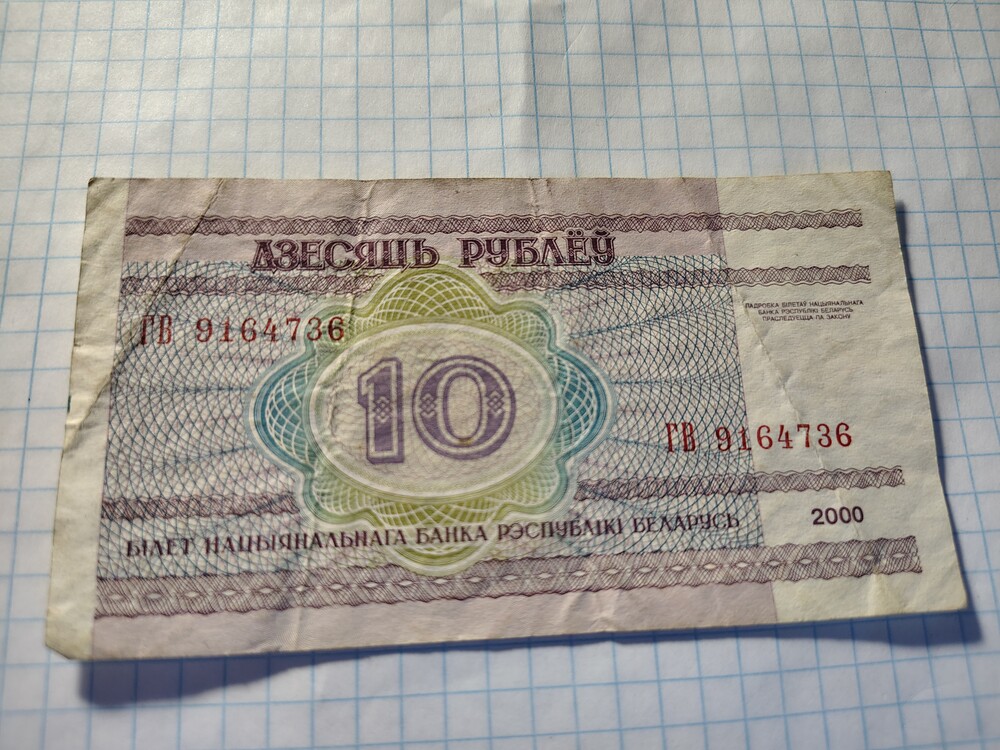 ДЗЕСЯЦЬ РУБЛЁЎ
ГВ 9164736
ПАДРОБКА БІЛЕТАЎ НАЦЫЯНАЛЬНАГА
БАНКА РЭСПУБЛІКІ БЕЛАРУСЬ
ПРАСЛЕДУЕЦЦА ПА ЗАКОНУ
10
ГВ 9164736
2000
БІЛЕТ НАЦЫЯНАЛЬНАГА БАНКА РЭСПУБЛІКІ БЕЛАРУСЬ